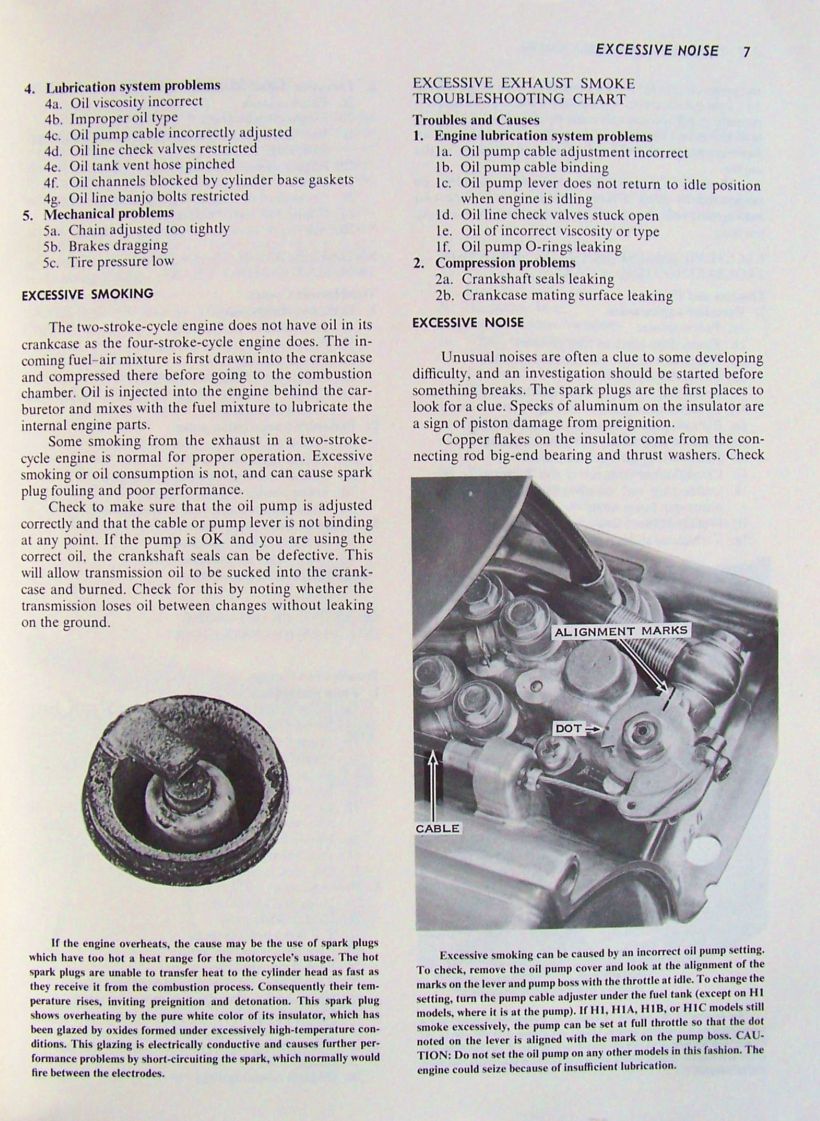 EXCESSIVE NOISE 7
4. Lubrication system problems
4a. Oil viscosity incorrect
4b. Improper oil type
4c. Oil pump cable incorrectly adjusted
4d. Oil line check valves restricted
4e. Oil tank vent hose pinched
4f. Oil channels blocked by cylinder base gaskets
4g. Oil line banjo bolts restricted
5. Mechanical problems
5a. Chain adjusted too tightly
5b. Brakes dragging
5c. Tire pressure low
EXCESSIVE SMOKING
The two-stroke-cycle engine does not have oil in its
crankcase as the four-stroke-cycle engine does. The in-
coming fuel-air mixture is first drawn into the crankcase
and compressed there before going to the combustion
chamber. Oil is injected into the engine behind the car-
buretor and mixes with the fuel mixture to lubricate the
internal engine parts.
Some smoking from the exhaust in a two-stroke-
cycle engine is normal for proper operation. Excessive
smoking or oil consumption is not, and can cause spark
plug fouling and poor performance.
Check to make sure that the oil pump is adjusted
correctly and that the cable or pump lever is not binding
at any point. If the pump is OK and you are using the
correct oil, the crankshaft seals can be defective. This
will allow transmission oil to be sucked into the crank-
case and burned. Check for this by noting whether the
transmission loses oil between changes without leaking
on the ground.
If the engine overheats, the cause may be the use of spark plugs
which have too hot a heat range for the motorcycle's usage. The hot
spark plugs are unable to transfer heat to the cylinder head as fast as
they receive it from the combustion process. Consequently their tem-
perature rises, inviting preignition and detonation. This spark plug
shows overheating by the pure white color of its insulator, which has
been glazed by oxides formed under excessively high-temperature con-
ditions. This glazing is electrically conductive and causes further per-
formance problems by short-circuiting the spark, which normally would
fire between the electrodes.
EXCESSIVE EXHAUST SMOKE
TROUBLESHOOTING CHART
Troubles and Causes
1. Engine lubrication system problems
1a. Oil pump cable adjustment incorrect
1b. Oil pump cable binding
1c. Oil pump lever does not return to idle position
when engine is idling
1d. Oil line check valves stuck open
1e. Oil of incorrect viscosity or type
1f. Oil pump O-rings leaking
2. Compression problems
2a. Crankshaft seals leaking
2b. Crankcase mating surface leaking
EXCESSIVE NOISE
Unusual noises are often a clue to some developing
difficulty, and an investigation should be started before
something breaks. The spark plugs are the first places to
look for a clue. Specks of aluminum on the insulator are
a sign of piston damage from preignition.
Copper flakes on the insulator come from the con-
necting rod big-end bearing and thrust washers. Check
ALIGNMENT MARKS
DOT
CABLE
Excessive smoking can be caused by an incorrect oil pump setting.
To check, remove the oil pump cover and look at the alignment of the
marks on the lever and pump boss with the throttle at idle. To change the
setting, turn the pump cable adjuster under the fuel tank (except on H1
models, where it is at the pump). If H1, H1A, H1B, or H1C models still
smoke excessively, the pump can be set at full throttle so that the dot
noted on the lever is aligned with the mark on the pump boss. CAU-
TION: Do not set the oil pump on any other models in this fashion. The
engine could seize because of insufficient lubrication.